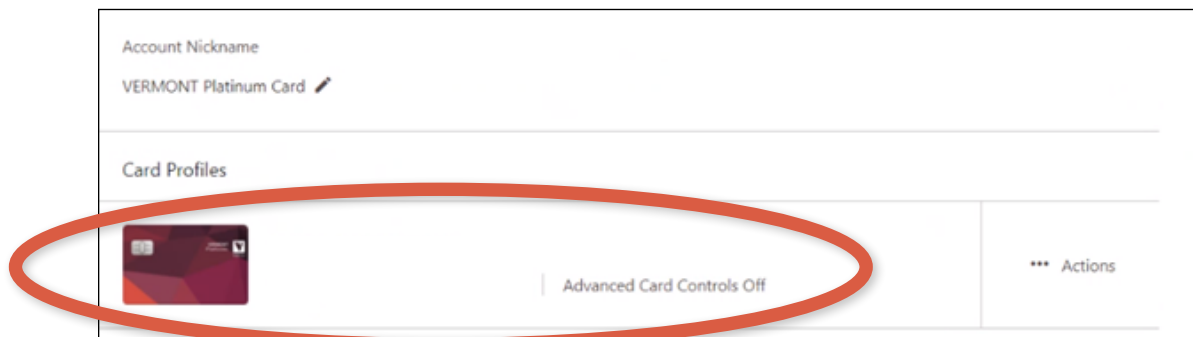 Account Nickname
VERMONT Platinum Card
Card Profiles
Advanced Card Controls Off
••• Actions